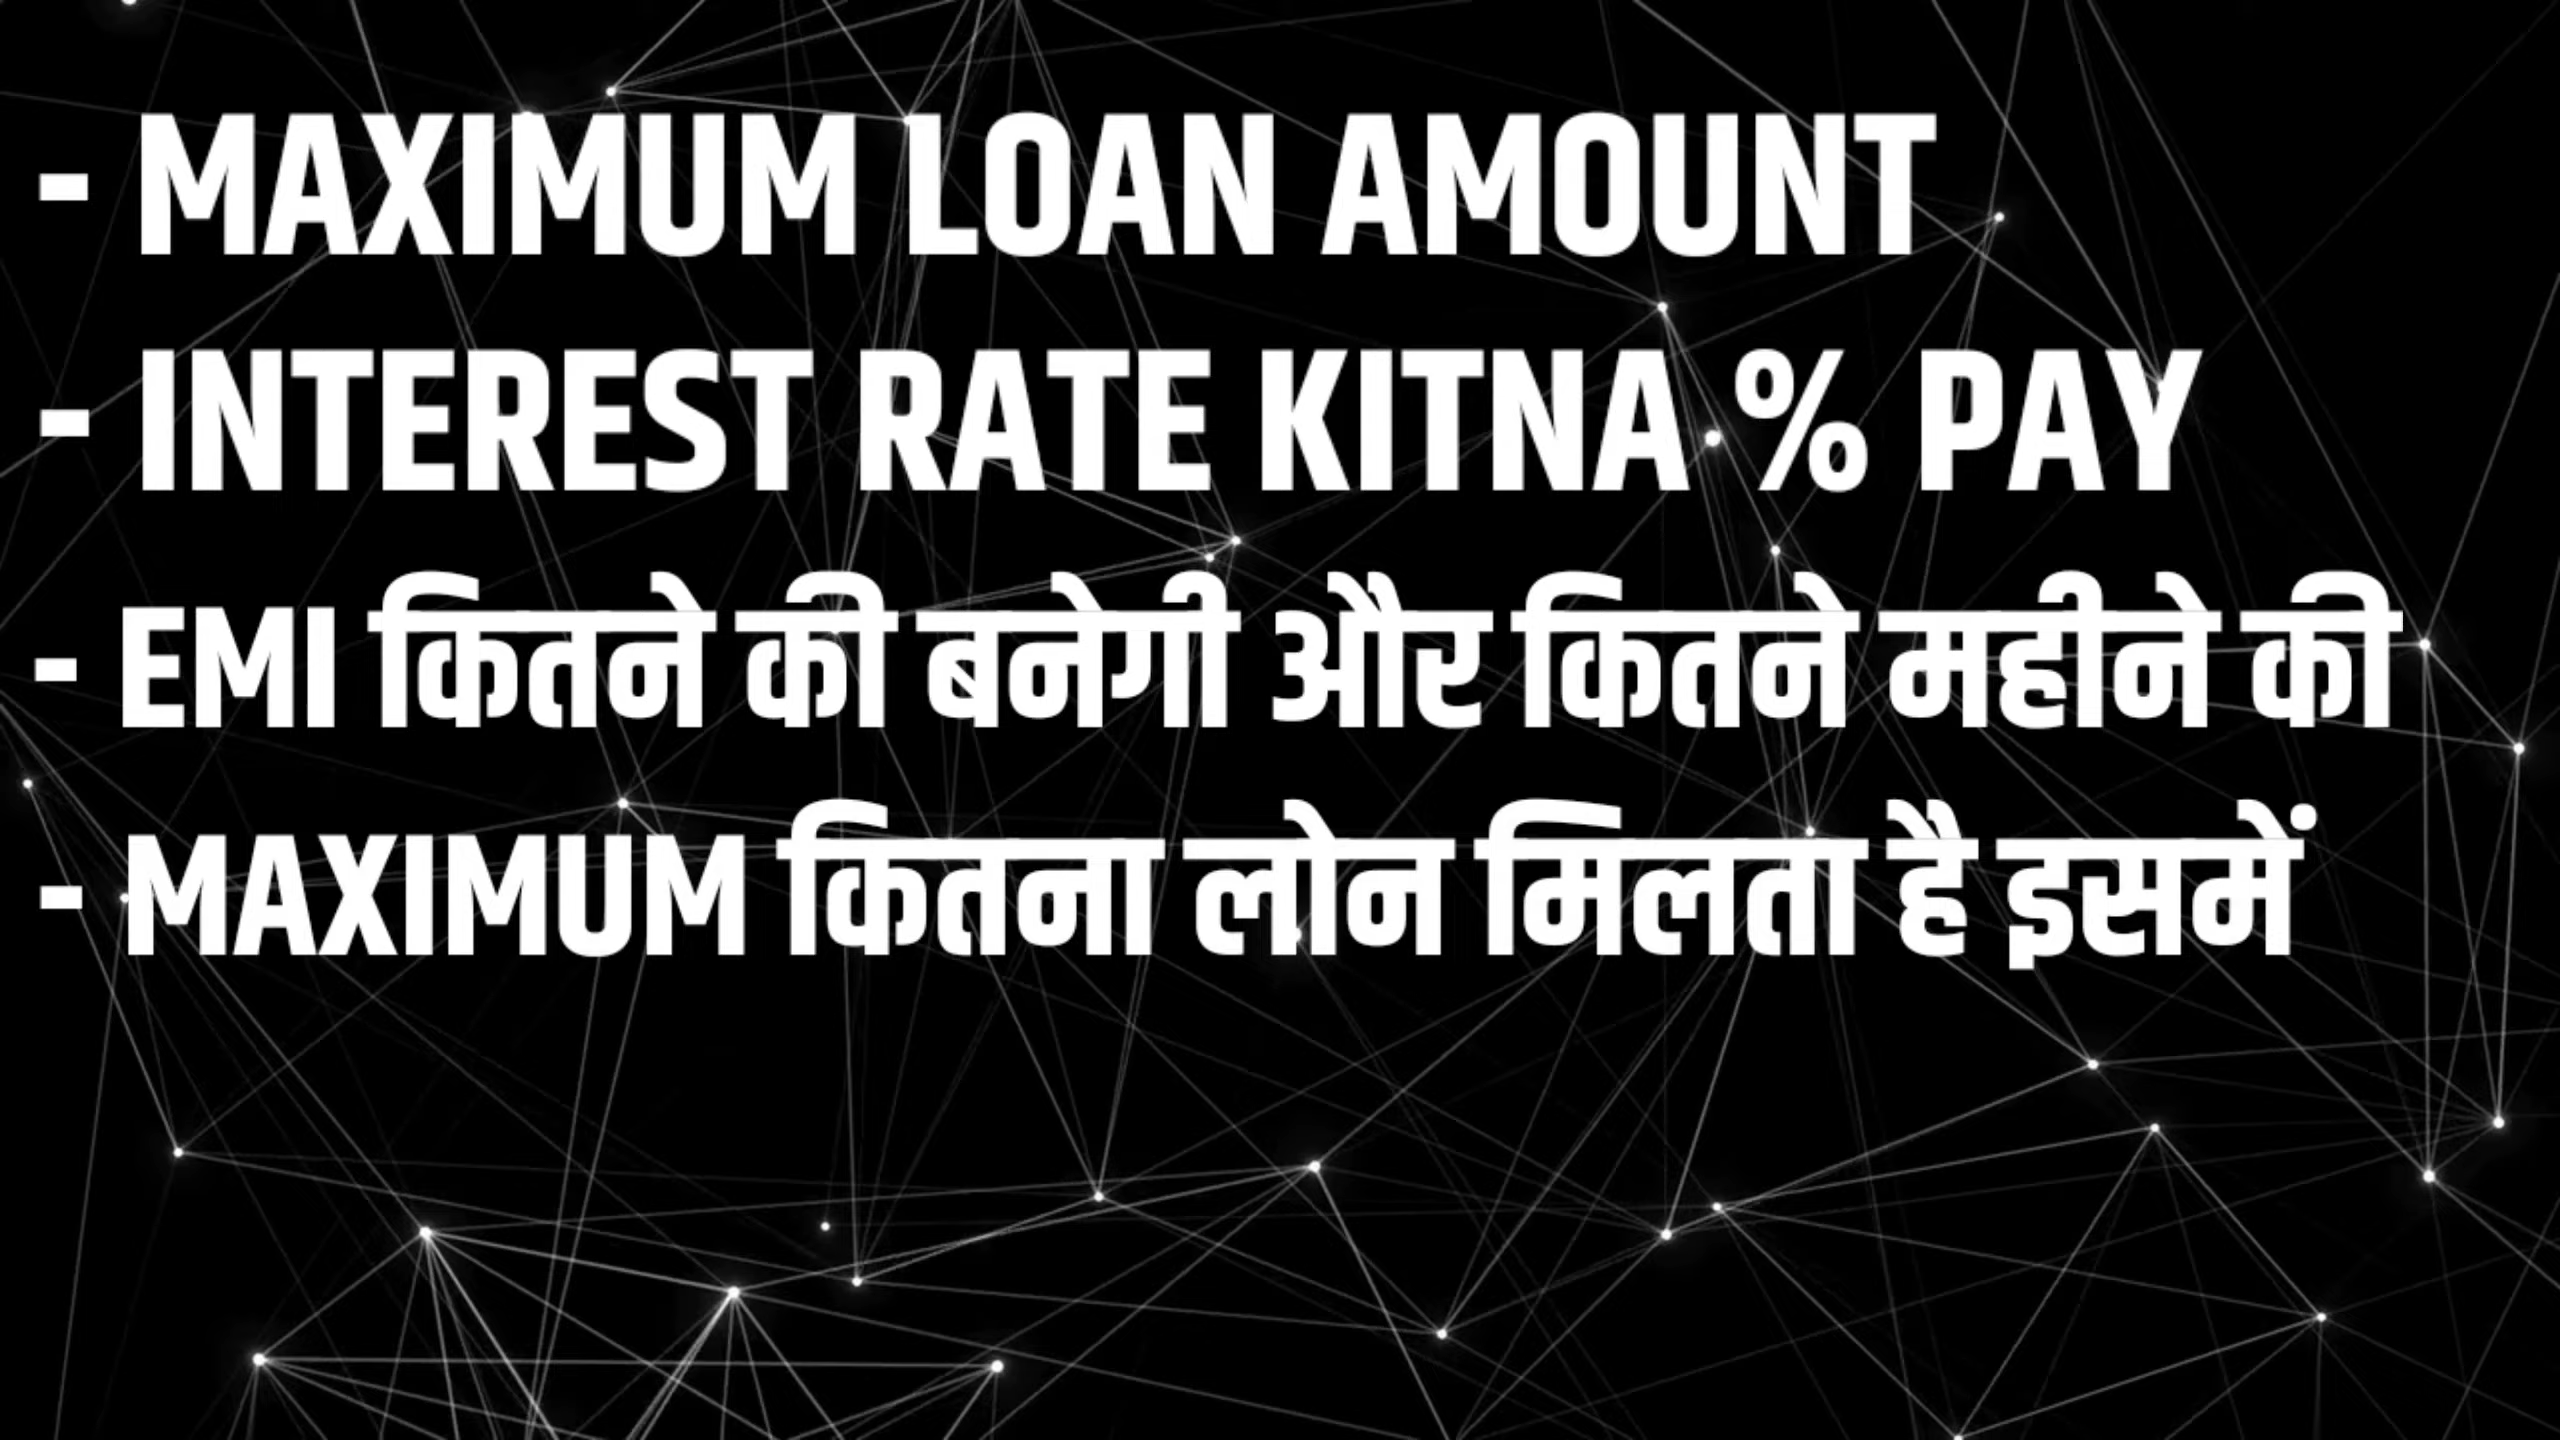 - MAXIMUM LOAN AMOUNT
- INTEREST RATE KITNA % PAY
- EMI कितने की बनेगी और कितने महीने की
- MAXIMUM कितना लोन मिलता है इसमें